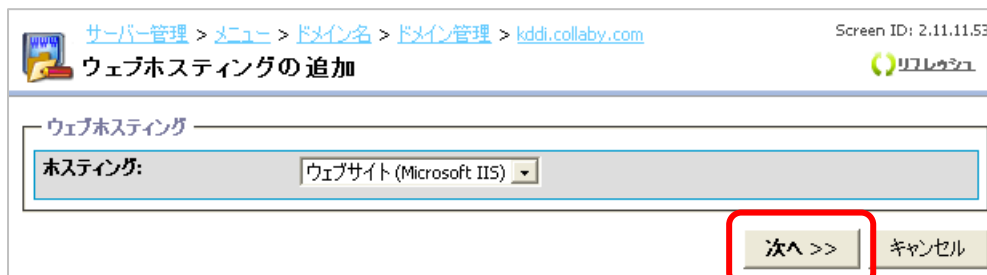 サーバー管理 > メニュー > ドメイン名 > ドメイン管理 > kddi.collaby.com
Screen ID: 2.11.11.53
WWW
ウェブホスティングの追加
リフレッシュ
ウェブホスティング
ホスティング: ウェブサイト (Microsoft IIS)
次へ >> キャンセル